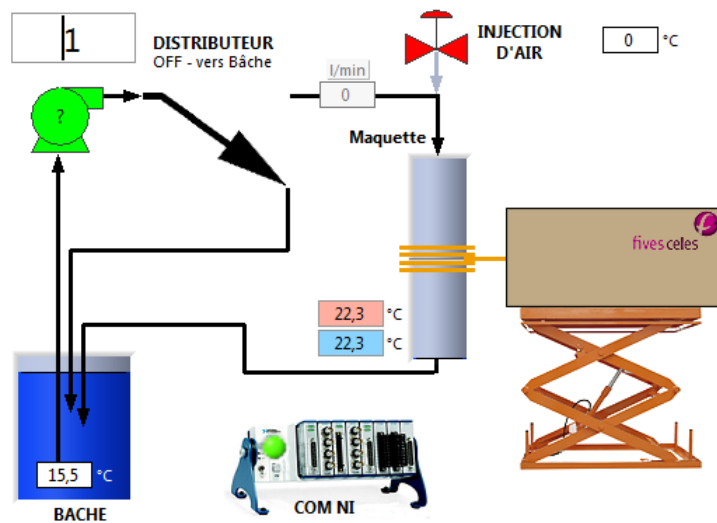 1
DISTRIBUTEUR
OFF - vers Bâche
INJECTION
D'AIR
0 °C
l/min
0
?
Maquette
fives celes
22,3 °C
22,3 °C
15,5 °C
BACHE
COM NI